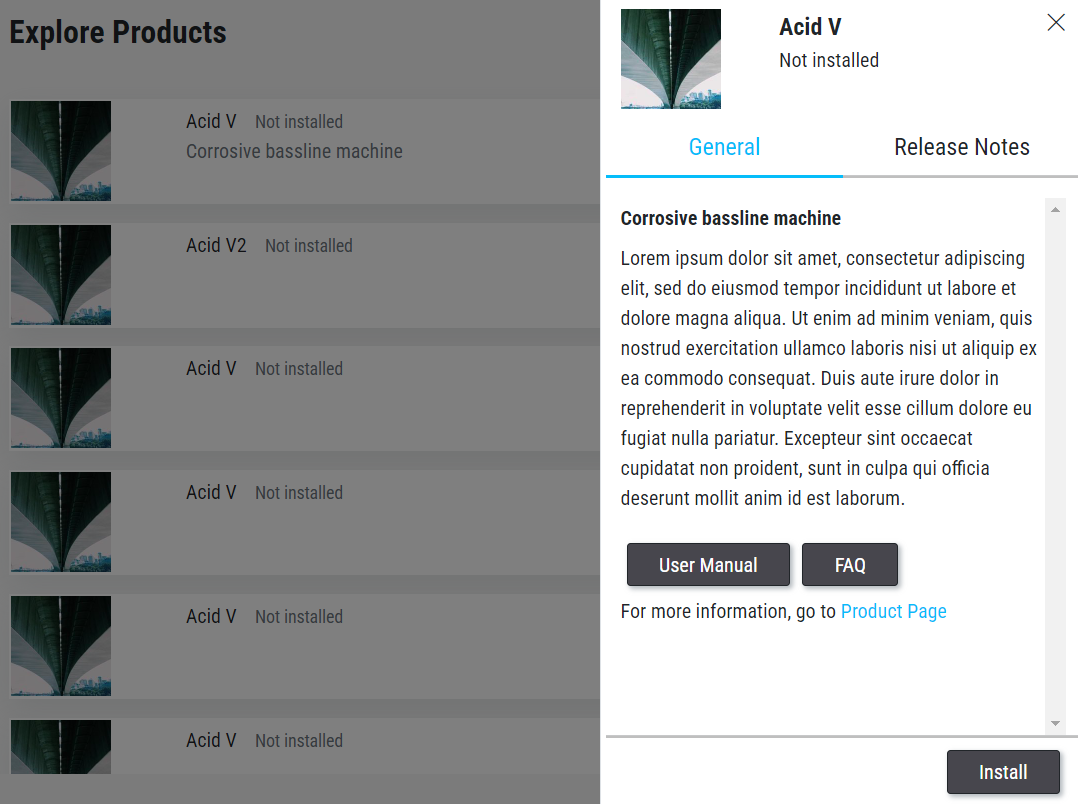 Explore Products
Acid V Not installed
Corrosive bassline machine
Acid V2 Not installed
Acid V Not installed
Acid V Not installed
Acid V Not installed
Acid V Not installed
Acid V
Not installed
General Release Notes
Corrosive bassline machine
Lorem ipsum dolor sit amet, consectetur adipiscing
elit, sed do eiusmod tempor incididunt ut labore et
dolore magna aliqua. Ut enim ad minim veniam, quis
nostrud exercitation ullamco laboris nisi ut aliquip ex
ea commodo consequat. Duis aute irure dolor in
reprehenderit in voluptate velit esse cillum dolore eu
fugiat nulla pariatur. Excepteur sint occaecat
cupidatat non proident, sunt in culpa qui officia
deserunt mollit anim id est laborum.
User Manual FAQ
For more information, go to Product Page
Install